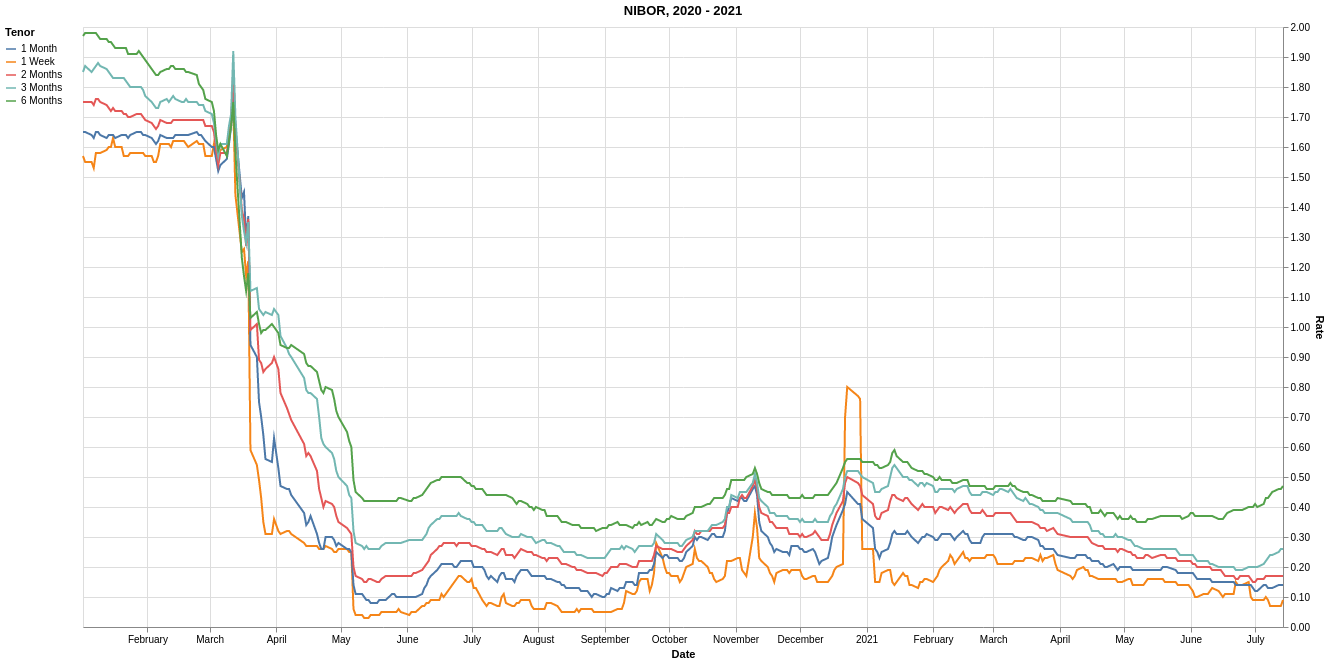 NIBOR, 2020 - 2021
Tenor
1 Month
1 Week
2 Months
3 Months
6 Months
2.00
1.90
1.80
1.70
1.60
1.50
1.40
1.30
1.20
1.10
1.00
0.90
0.80
0.70
0.60
0.50
0.40
0.30
0.20
0.10
0.00
Rate
February March April May June July August September October November December 2021 February March April May June July
Date